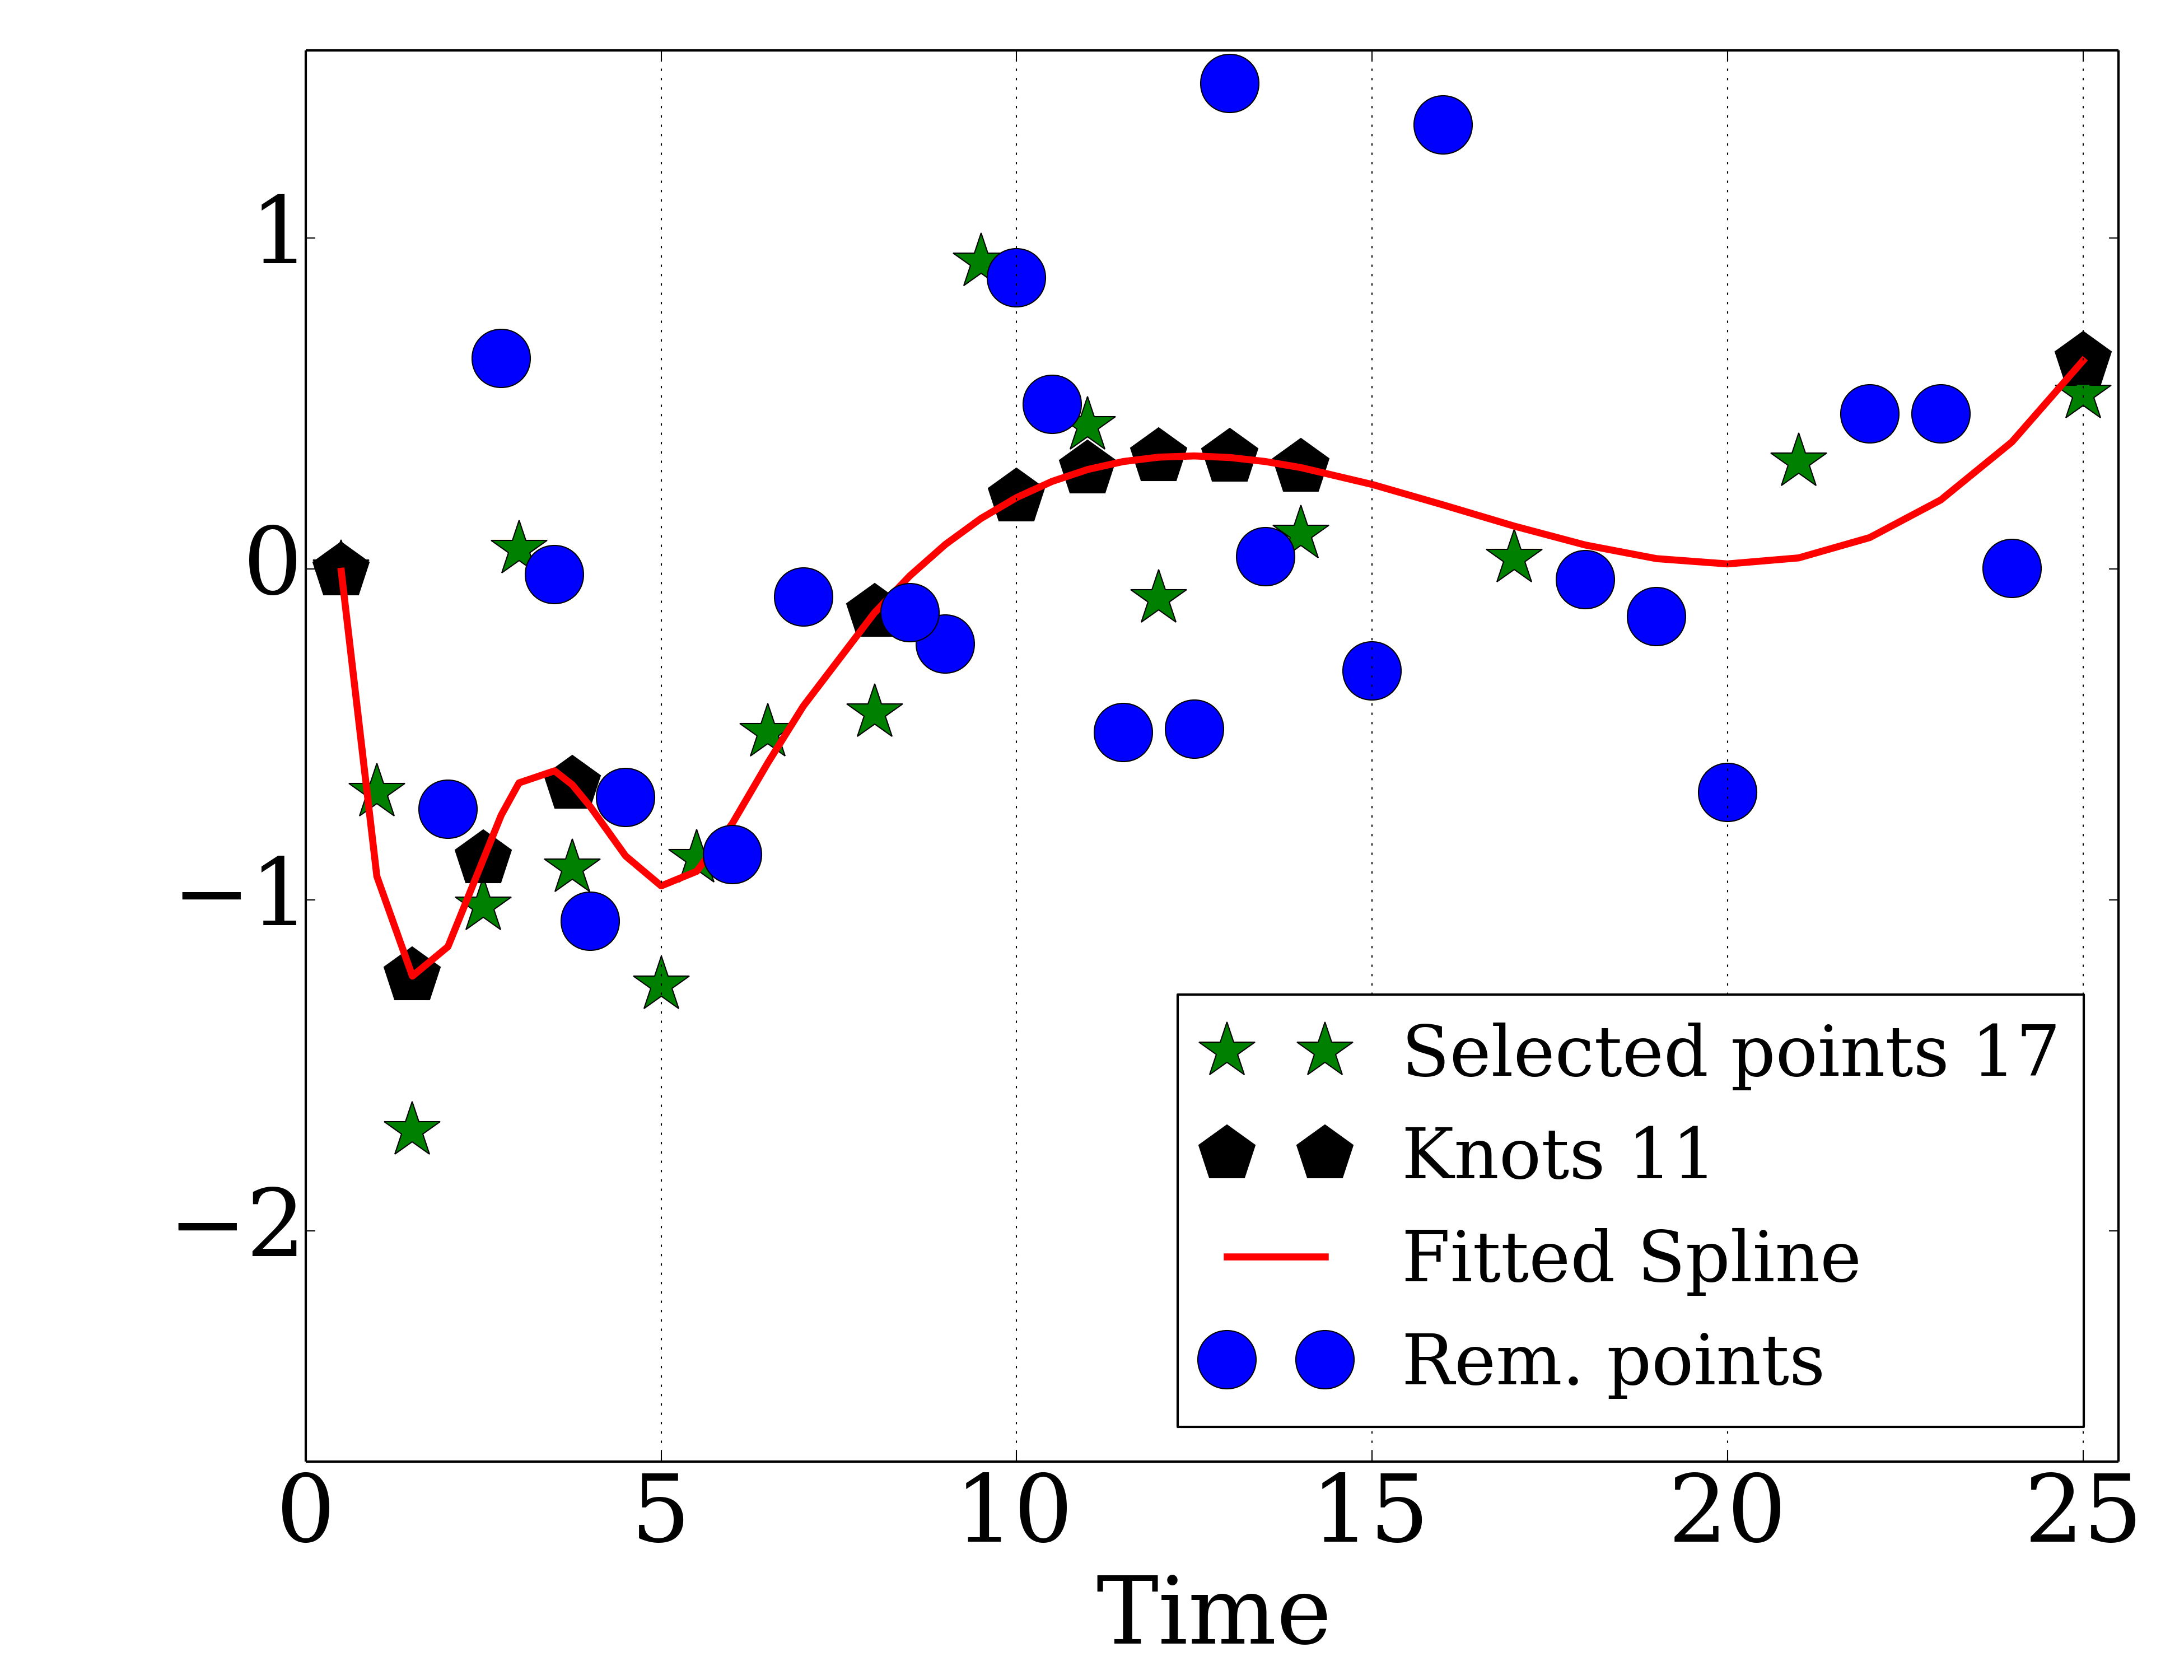 1
0
−1
−2
Selected points 17
Knots 11
Fitted Spline
Rem. points
0 5 10 15 20 25
Time